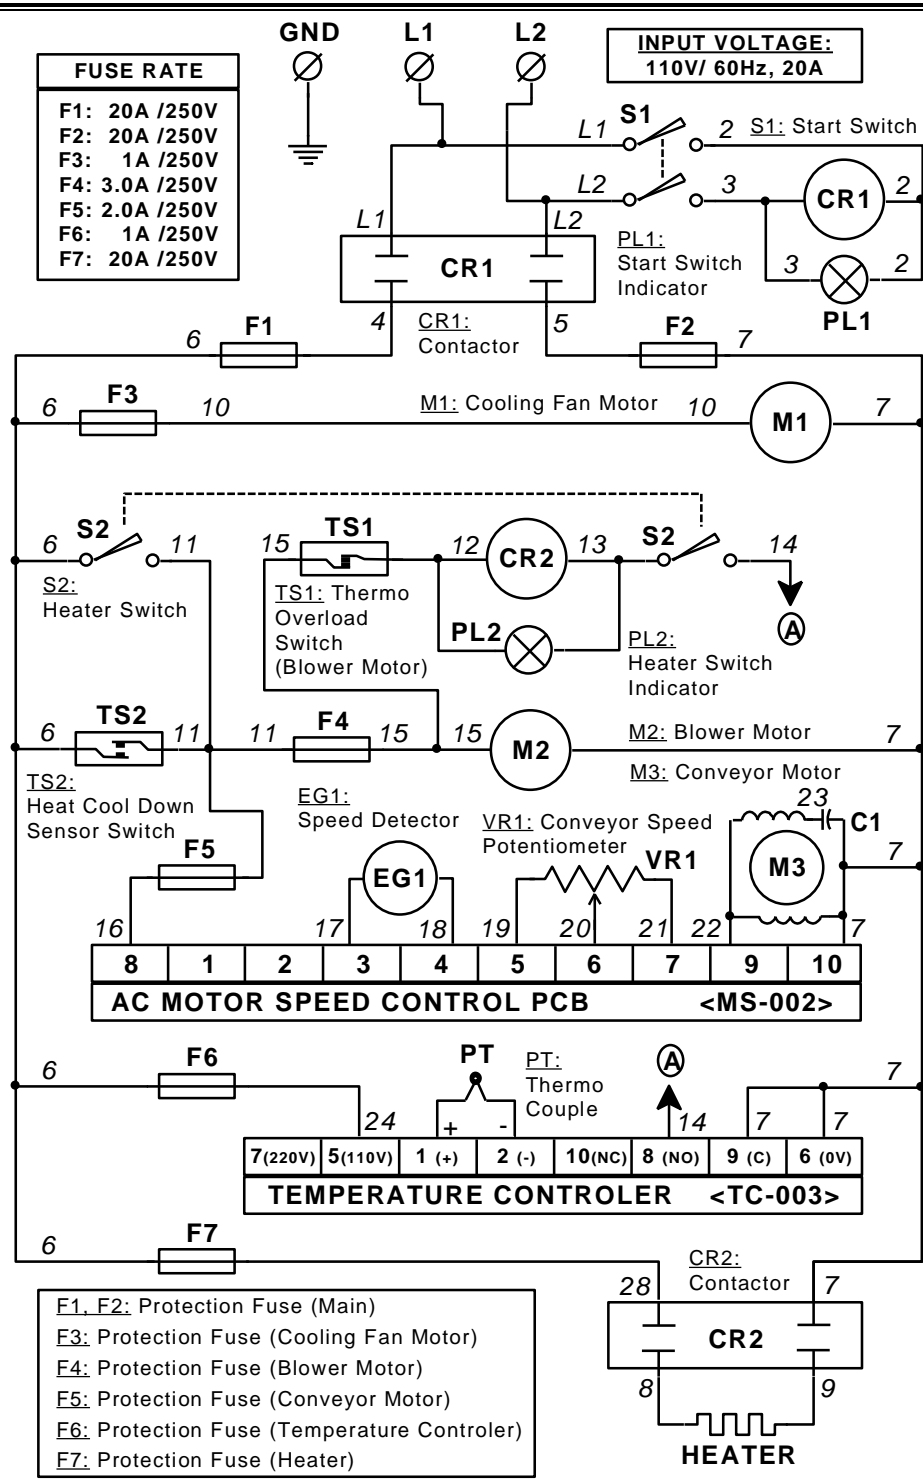 GND L1 L2
INPUT VOLTAGE:
110V/ 60Hz, 20A
FUSE RATE
F1: 20A /250V
F2: 20A /250V
F3: 1A /250V
F4: 3.0A /250V
F5: 2.0A /250V
F6: 1A /250V
F7: 20A /250V
L1 S1 2 S1: Start Switch
L2 3 CR1 2
L1 L2
CR1
PL1:
Start Switch
Indicator
3 2
PL1
4 5
CR1:
Contactor
6 F1 F2 7
6 F3 10 M1: Cooling Fan Motor 10 M1 7
6 S2 11
S2:
Heater Switch
15 TS1 12 CR2 13 S2 14
TS1: Thermo
Overload
Switch
(Blower Motor)
PL2
PL2:
Heater Switch
Indicator
A
6 TS2 11 11 F4 15 15 M2 M2: Blower Motor 7
M3: Conveyor Motor
TS2:
Heat Cool Down
Sensor Switch
EG1:
Speed Detector
VR1: Conveyor Speed
Potentiometer
23 C1
F5 EG1 VR1 M3 7
16 17 18 19 20 21 22 7
8 1 2 3 4 5 6 7 9 10
AC MOTOR SPEED CONTROL PCB <MS-002>
6 F6 24
PT
PT:
Thermo
Couple
A
7
+ - 14 7 7
7(220V) 5(110V) 1 (+) 2 (-) 10(NC) 8 (NO) 9 (C) 6 (0V)
TEMPERATURE CONTROLER <TC-003>
6 F7
CR2:
Contactor
28 7
CR2
8 9
HEATER
F1, F2: Protection Fuse (Main)
F3: Protection Fuse (Cooling Fan Motor)
F4: Protection Fuse (Blower Motor)
F5: Protection Fuse (Conveyor Motor)
F6: Protection Fuse (Temperature Controler)
F7: Protection Fuse (Heater)